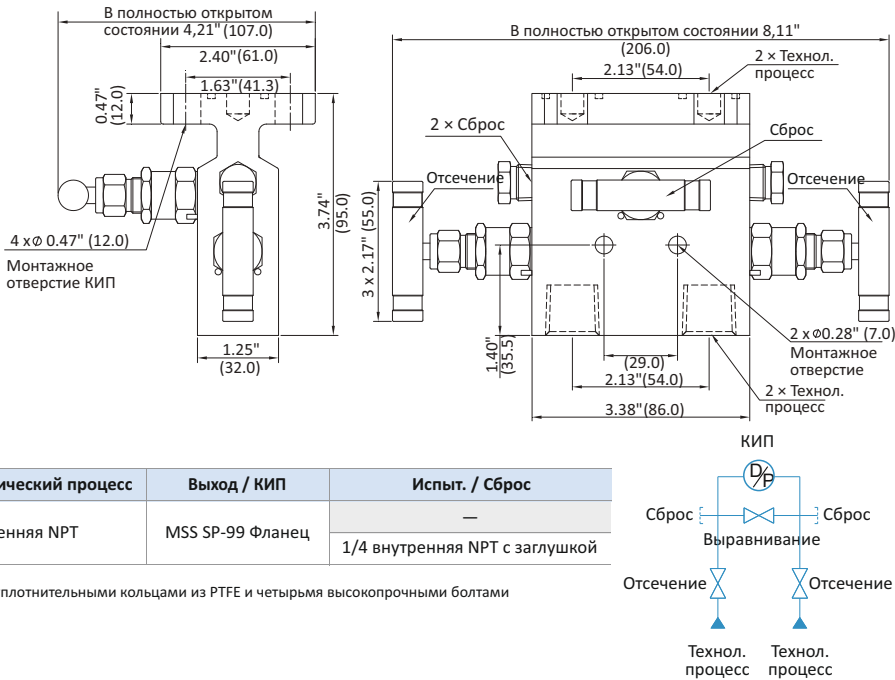 В полностью открытом
состоянии 4,21" (107.0)
2.40"(61.0)
1.63"(41.3)
0.47"
(12.0)
3.74"
(95.0)
4 x⌀ 0.47" (12.0)
Монтажное
отверстие КИП
1.25"
(32.0)
В полностью открытом состоянии 8,11"
(206.0)
2.13"(54.0)
2 × Технол.
процесс
2 × Сброс
Сброс
Отсечение
Отсечение
3 x 2.17" (55.0)
1.40"
(35.5)
(29.0)
2.13"(54.0)
3.38"(86.0)
2 x⌀0.28" (7.0)
Монтажное
отверстие
2 × Технол.
процесс
ический процесс Выход / КИП Испыт. / Сброс
енняя NPT MSS SP-99 Фланец —
1/4 внутренняя NPT с заглушкой
плотнительными кольцами из PTFE и четырьмя высокопрочными болтами
КИП
D/P
Сброс Сброс
Выравнивание
Отсечение Отсечение
Технол. Технол.
процесс процесс